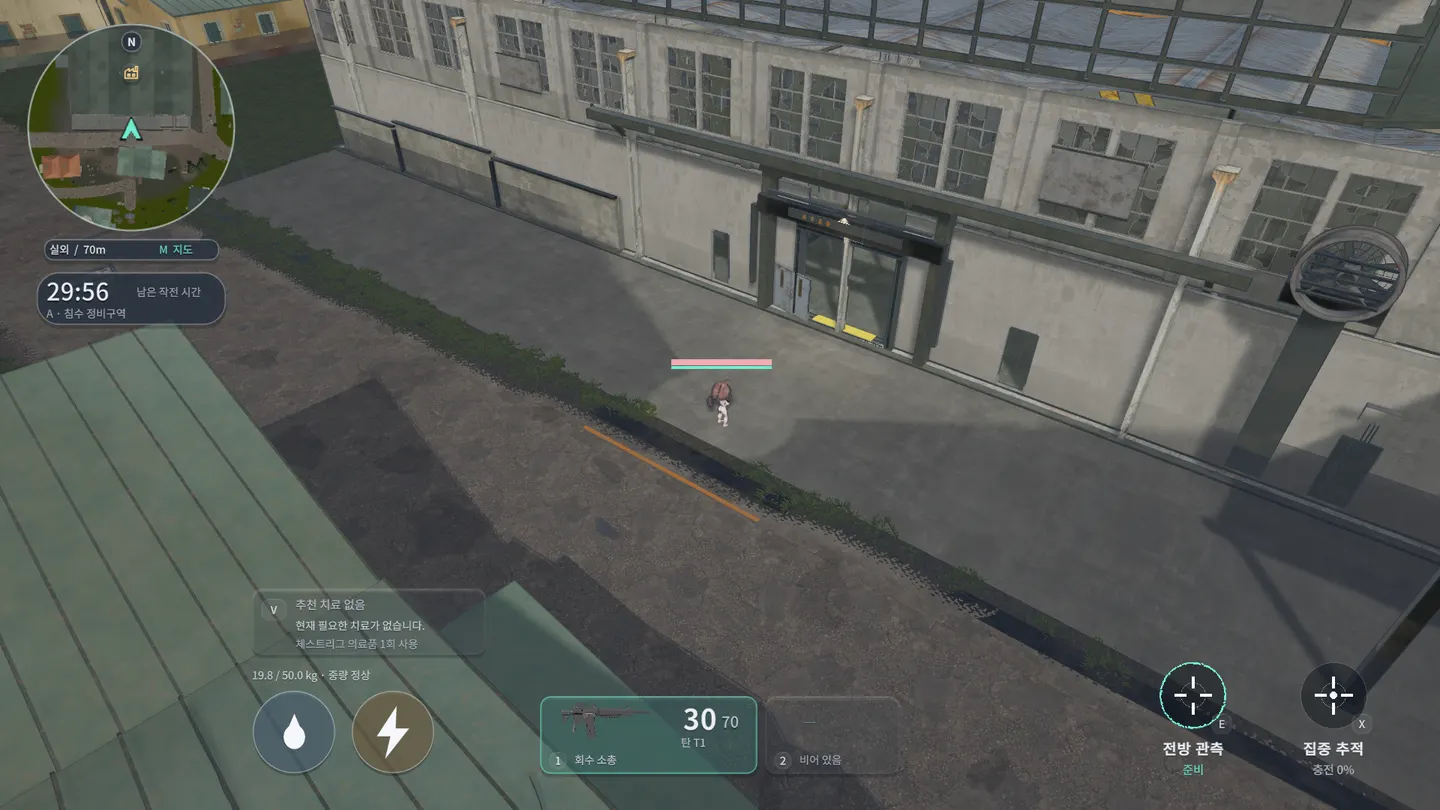 N
실외 / 70m
M 지도
29:56
남은 작전 시간
A · 침수 정비구역
V
추천 치료 없음
현재 필요한 치료가 없습니다.
체스트리그 의료품 1회 사용
19.8 / 50.0 kg · 중량 정상
30 70
탄 T1
1 회수 소총
2 비어 있음
E
전방 관측
준비
X
집중 추적
충전 0%